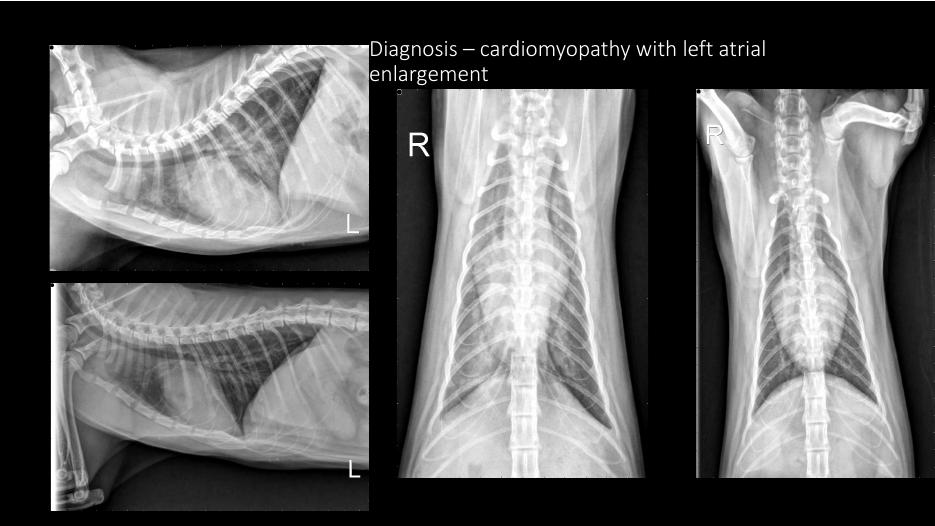 Diagnosis – cardiomyopathy with left atrial
enlargement
R
R
L
L